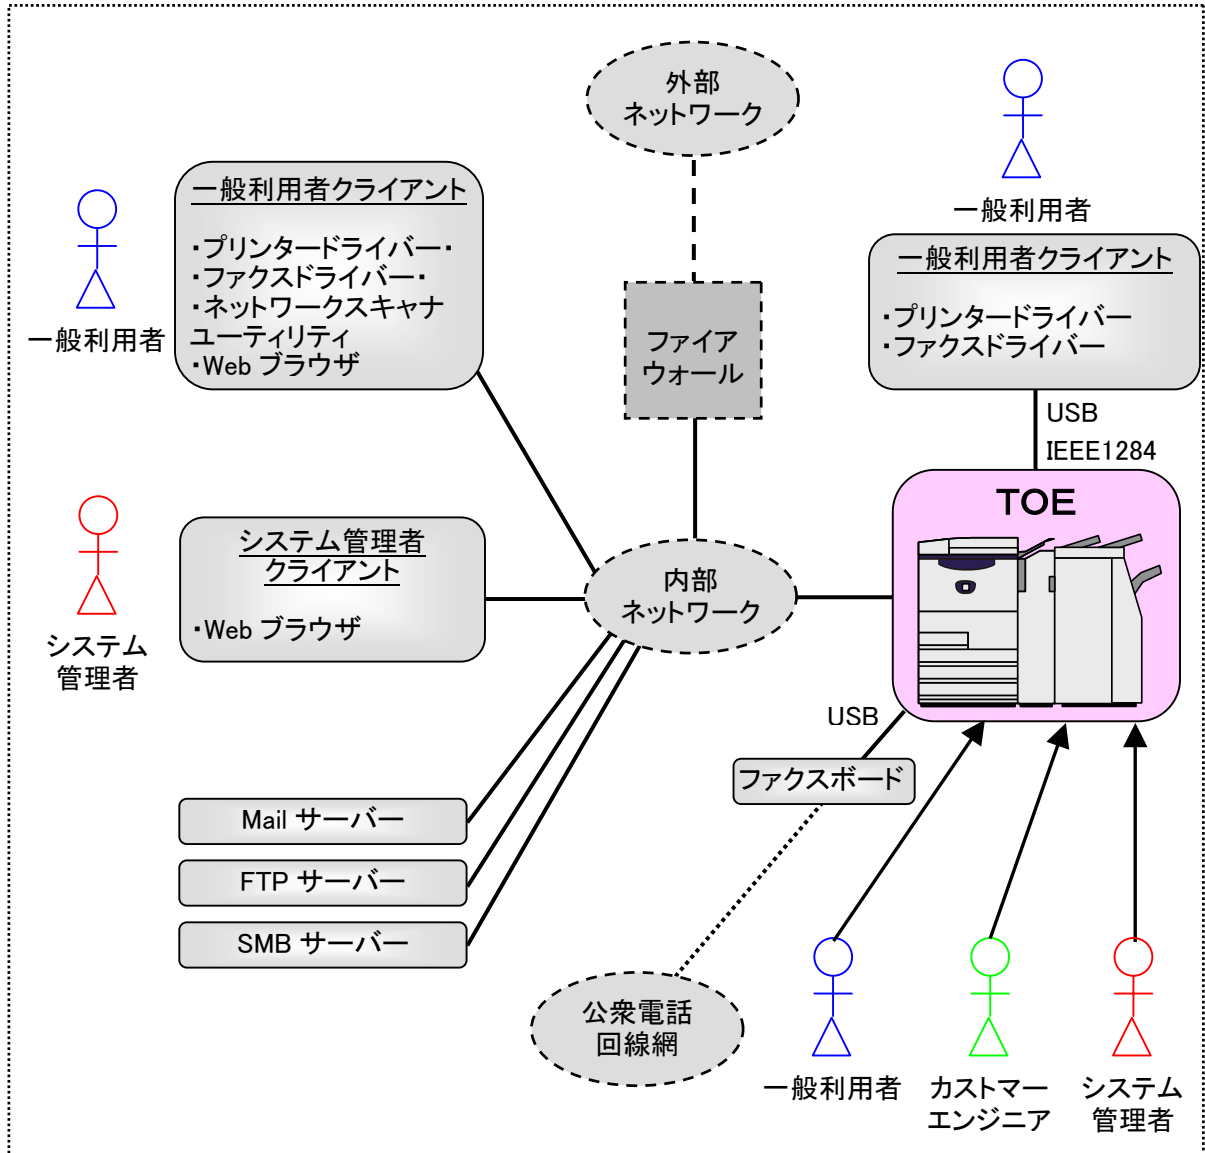 外部
ネットワーク
一般利用者
一般利用者クライアント
・プリンタードライバー・
・ファクスドライバー・
・ネットワークスキャナ
ユーティリティ
・Web ブラウザ
一般利用者
ファイア
ウォール
一般利用者クライアント
・プリンタードライバー
・ファクスドライバー
USB
IEEE1284
TOE
システム管理者
クライアント
・Web ブラウザ
システム
管理者
内部
ネットワーク
USB
ファクスボード
Mail サーバー
FTP サーバー
SMB サーバー
公衆電話
回線網
一般利用者
カストマー
エンジニア
システム
管理者